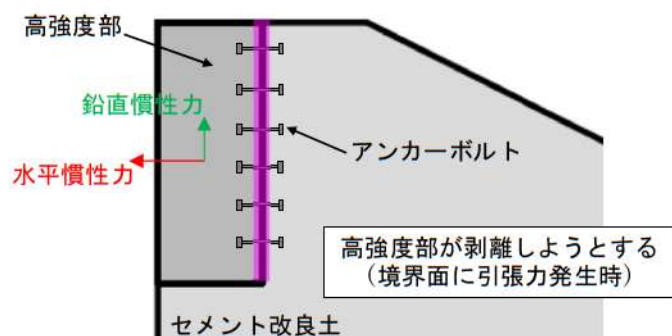 高強度部
鉛直慣性力
水平慣性力
アンカーボルト
高強度部が剥離しようとする
（境界面に引張力発生時）
セメント改良土